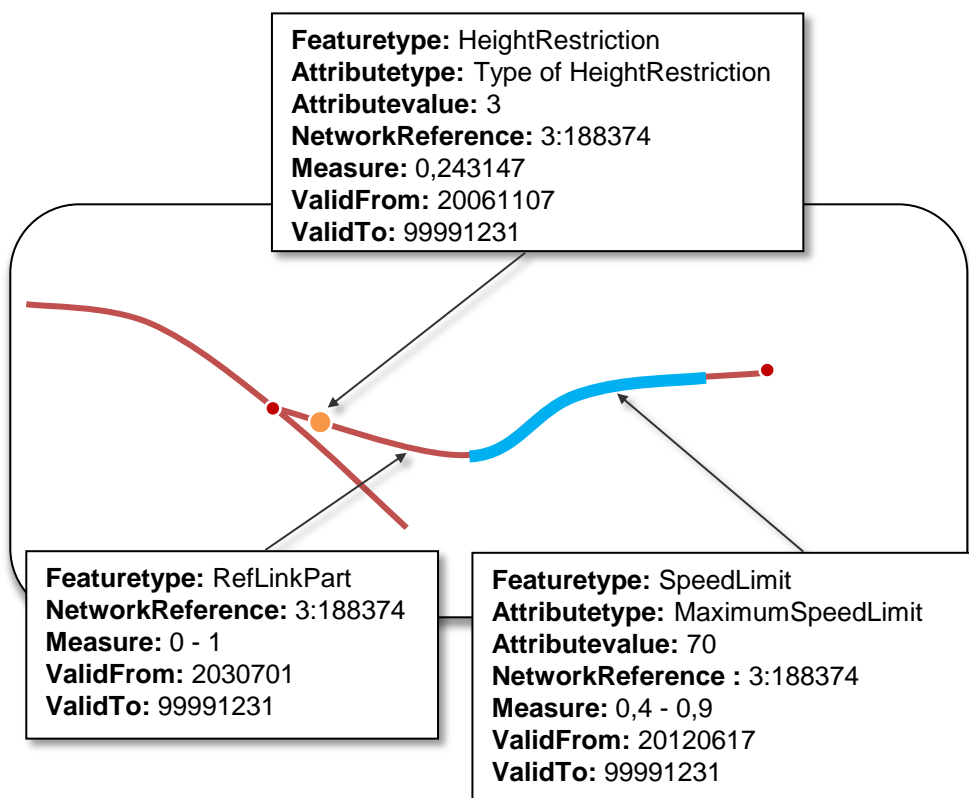 Featuretype: HeightRestriction
Attributetype: Type of HeightRestriction
Attributevalue: 3
NetworkReference: 3:188374
Measure: 0,243147
ValidFrom: 20061107
ValidTo: 99991231
Featuretype: RefLinkPart
NetworkReference: 3:188374
Measure: 0 - 1
ValidFrom: 2030701
ValidTo: 99991231
Featuretype: SpeedLimit
Attributetype: MaximumSpeedLimit
Attributevalue: 70
NetworkReference : 3:188374
Measure: 0,4 - 0,9
ValidFrom: 20120617
ValidTo: 99991231